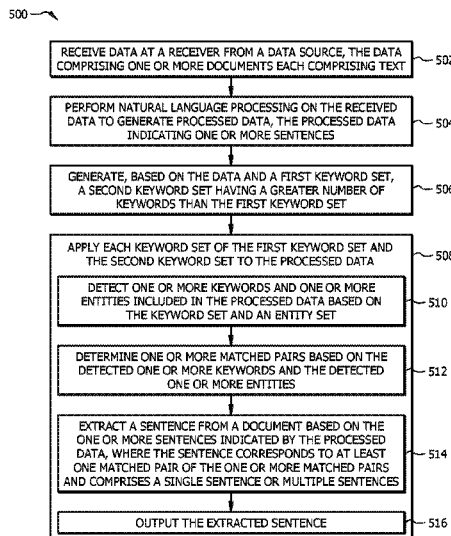 500
RECEIVE DATA AT A RECEIVER FROM A DATA SOURCE, THE DATA
COMPRISING ONE OR MORE DOCUMENTS EACH COMPRISING TEXT
502
PERFORM NATURAL LANGUAGE PROCESSING ON THE RECEIVED
DATA TO GENERATE PROCESSED DATA, THE PROCESSED DATA
INDICATING ONE OR MORE SENTENCES
504
GENERATE, BASED ON THE DATA AND A FIRST KEYWORD SET,
A SECOND KEYWORD SET HAVING A GREATER NUMBER OF
KEYWORDS THAN THE FIRST KEYWORD SET
506
APPLY EACH KEYWORD SET OF THE FIRST KEYWORD SET AND
THE SECOND KEYWORD SET TO THE PROCESSED DATA
508
DETECT ONE OR MORE KEYWORDS AND ONE OR MORE
ENTITIES INCLUDED IN THE PROCESSED DATA BASED ON
THE KEYWORD SET AND AN ENTITY SET
510
DETERMINE ONE OR MORE MATCHED PAIRS BASED ON THE
DETECTED ONE OR MORE KEYWORDS AND THE DETECTED
ONE OR MORE ENTITIES
512
EXTRACT A SENTENCE FROM A DOCUMENT BASED ON THE
ONE OR MORE SENTENCES INDICATED BY THE PROCESSED
DATA, WHERE THE SENTENCE CORRESPONDS TO AT LEAST
ONE MATCHED PAIR OF THE ONE OR MORE MATCHED PAIRS
AND COMPRISES A SINGLE SENTENCE OR MULTIPLE SENTENCES
514
OUTPUT THE EXTRACTED SENTENCE
516